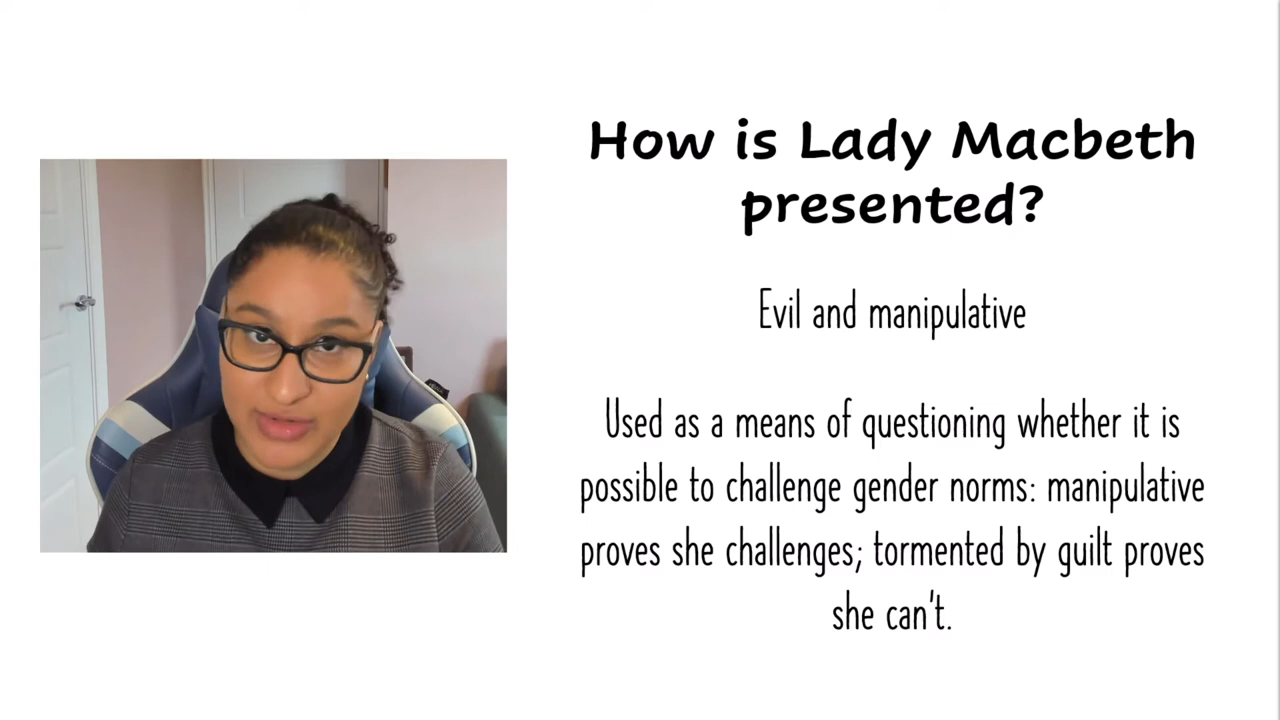 How is Lady Macbeth
presented?
Evil and manipulative
Used as a means of questioning whether it is
possible to challenge gender norms: manipulative
proves she challenges; tormented by guilt proves
she can't.